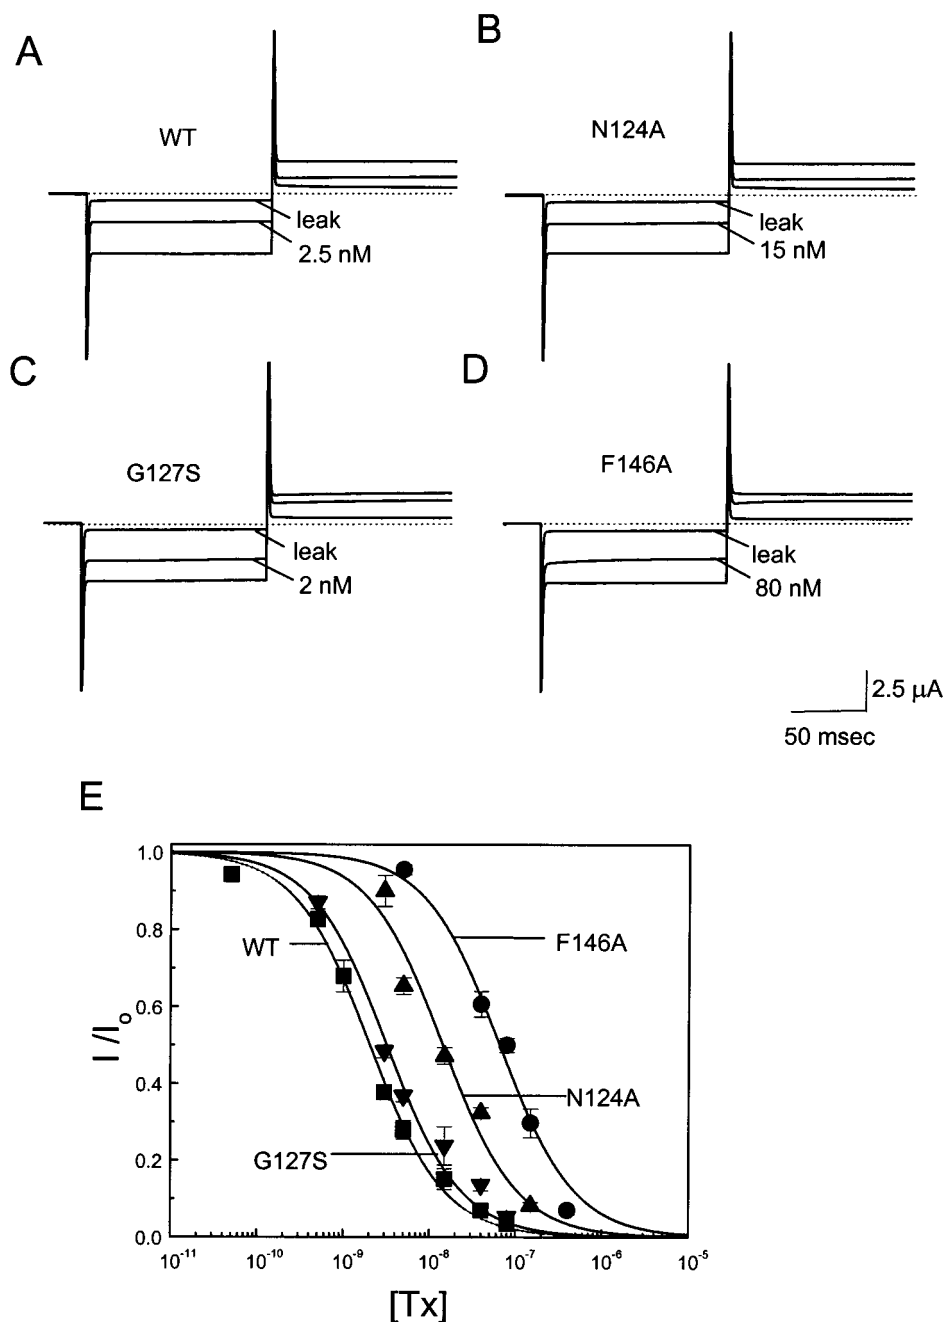 A
WT
leak
2.5 nM
B
N124A
leak
15 nM
C
G127S
leak
2 nM
D
F146A
leak
80 nM
2.5 μA
50 msec
E
I /I₀
1.0
0.8
0.6
0.4
0.2
0.0
WT
F146A
N124A
G127S
10⁻¹¹ 10⁻¹⁰ 10⁻⁹ 10⁻⁸ 10⁻⁷ 10⁻⁶ 10⁻⁵
[Tx]